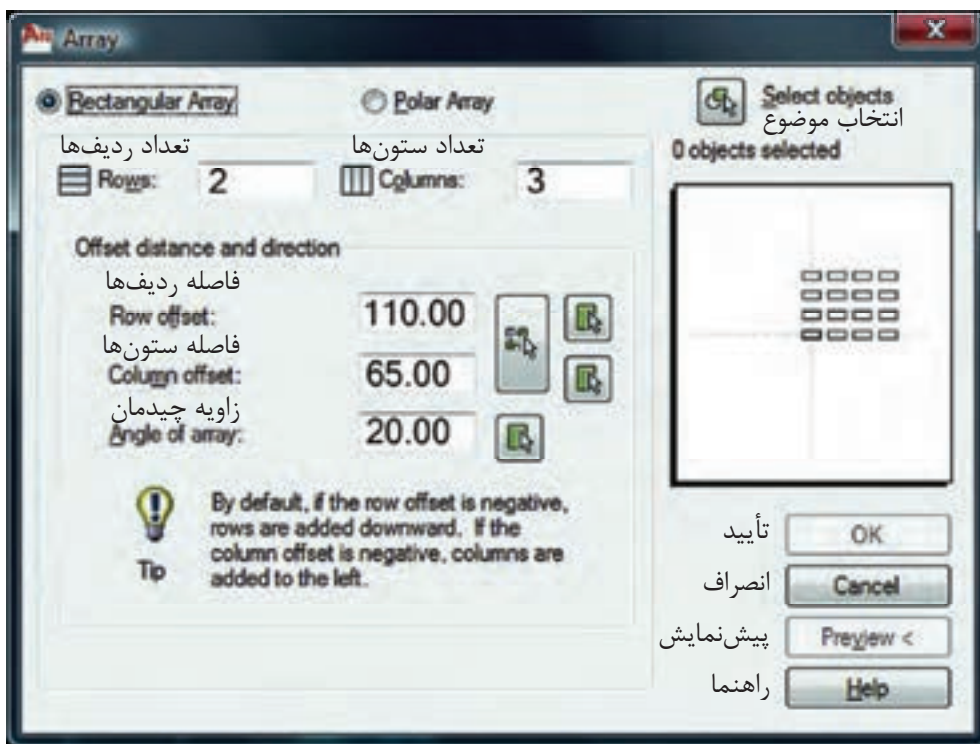 Array
Rectangular Array
Polar Array
Select objects
انتخاب موضوع
0 objects selected
تعداد ردیف‌ها
Rows: 2
تعداد ستون‌ها
Columns: 3
Offset distance and direction
فاصله ردیف‌ها
Row offset: 110.00
فاصله ستون‌ها
Column offset: 65.00
زاویه چیدمان
Angle of array: 20.00
Tip
By default, if the row offset is negative,
rows are added downward. If the
column offset is negative, columns are
added to the left.
تأیید OK
انصراف Cancel
پیش‌نمایش Preview <
راهنما Help